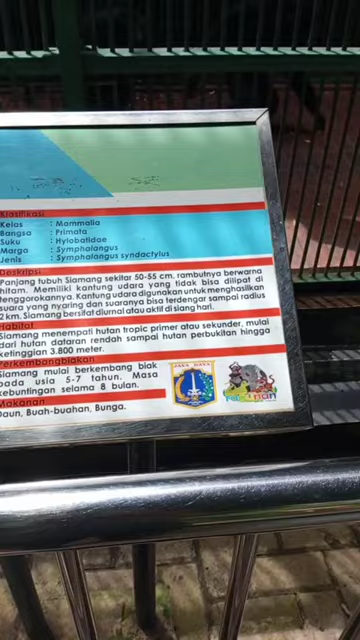 Klasifikasi
Kelas : Mammalia
Bangsa : Primata
Suku : Hylobatidae
Marga : Symphalangus
Jenis : Symphalangus syndactylus
Deskripsi
Panjang tubuh Siamang sekitar 50-55 cm, rambutnya berwarna
hitam. Memiliki kantung udara yang tidak bisa dilipat di
tenggorokannya. Kantung udara digunakan untuk menghasilkan
suara yang nyaring dan suaranya bisa terdengar sampai radius
2 km. Siamang bersifat diurnal atau aktif di siang hari.
Habitat
Siamang menempati hutan tropic primer atau sekunder, mulai
dari hutan dataran rendah sampai hutan perbukitan hingga
ketinggian 3.800 meter.
Perkembangbiakan
Siamang mulai berkembang biak
pada usia 5-7 tahun. Masa
kebuntingan selama 8 bulan.
Makanan
Daun, Buah-buahan, Bunga.
JAYA RAYA